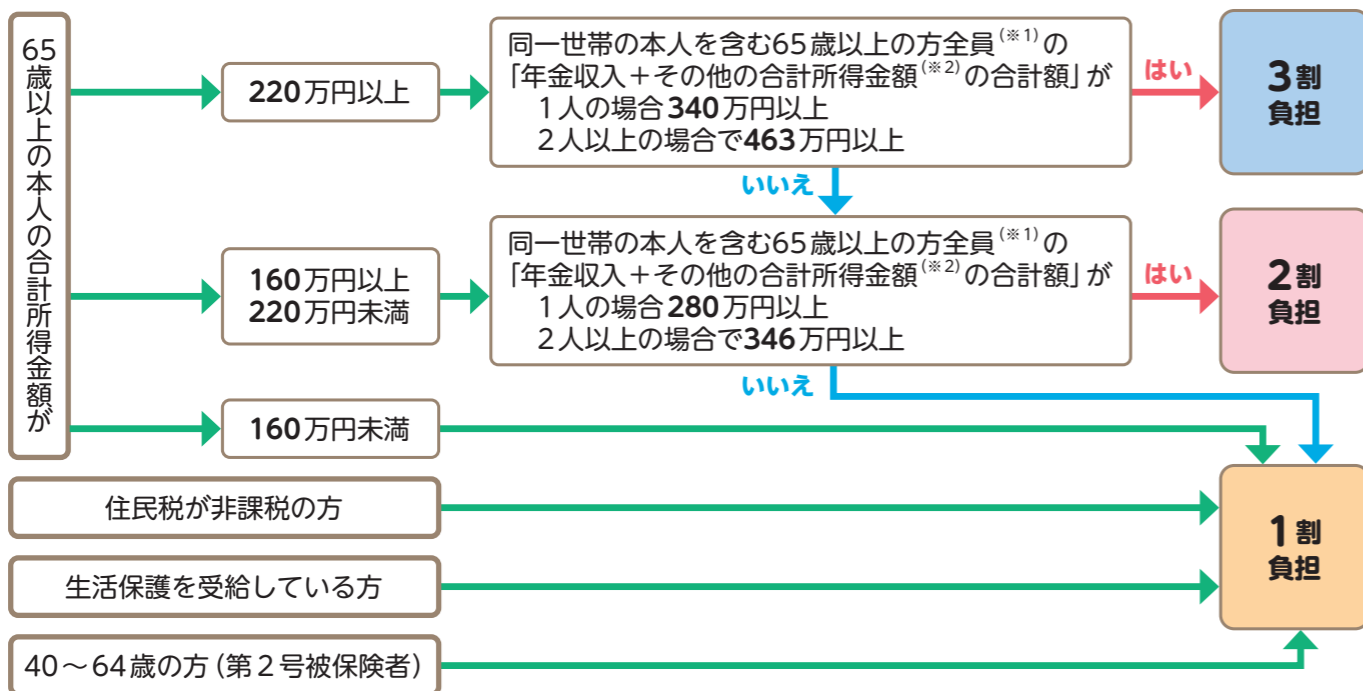 65歳以上の本人の合計所得金額が
220万円以上
同一世帯の本人を含む65歳以上の方全員(※1)の
「年金収入+その他の合計所得金額(※2)の合計額」が
1人の場合340万円以上
2人以上の場合で463万円以上
はい
3割
負担
いいえ
160万円以上
220万円未満
同一世帯の本人を含む65歳以上の方全員(※1)の
「年金収入+その他の合計所得金額(※2)の合計額」が
1人の場合280万円以上
2人以上の場合で346万円以上
はい
2割
負担
いいえ
160万円未満
住民税が非課税の方
生活保護を受給している方
40〜64歳の方(第2号被保険者)
1割
負担